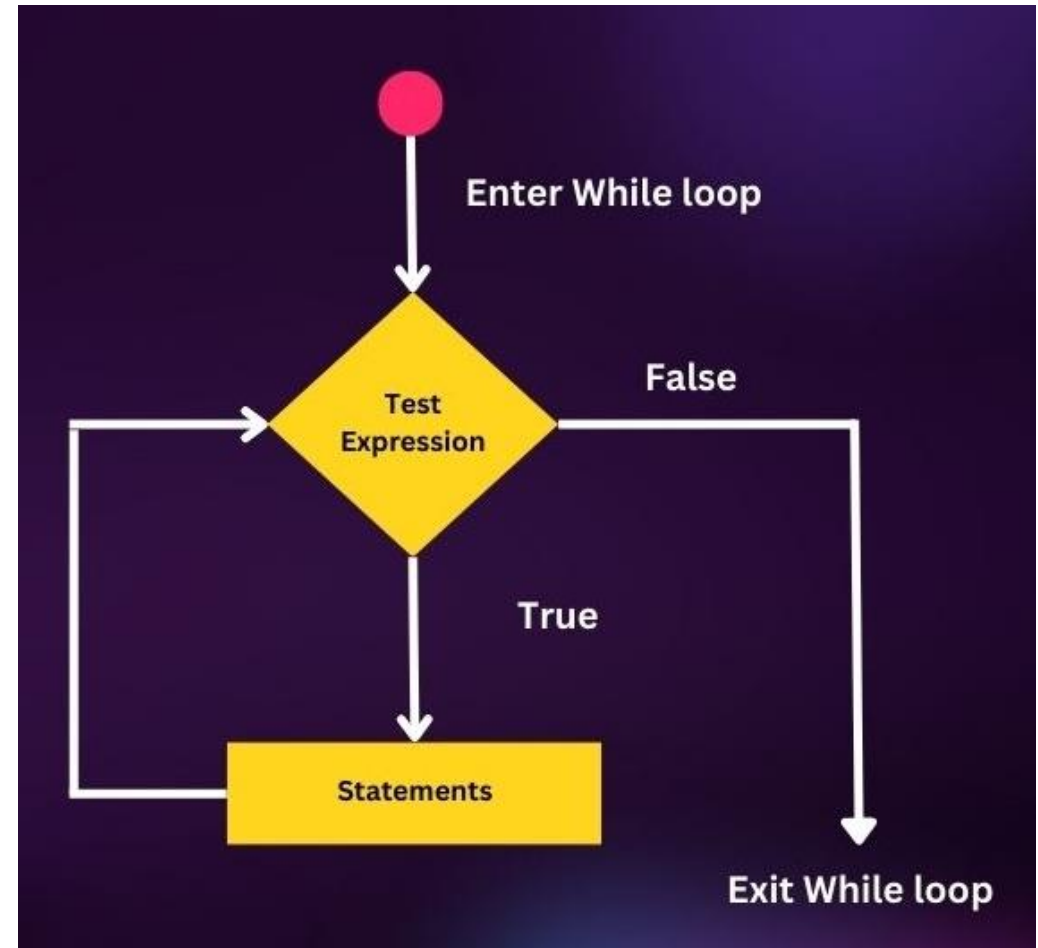 Enter While loop
False
Test
Expression
True
Statements
Exit While loop